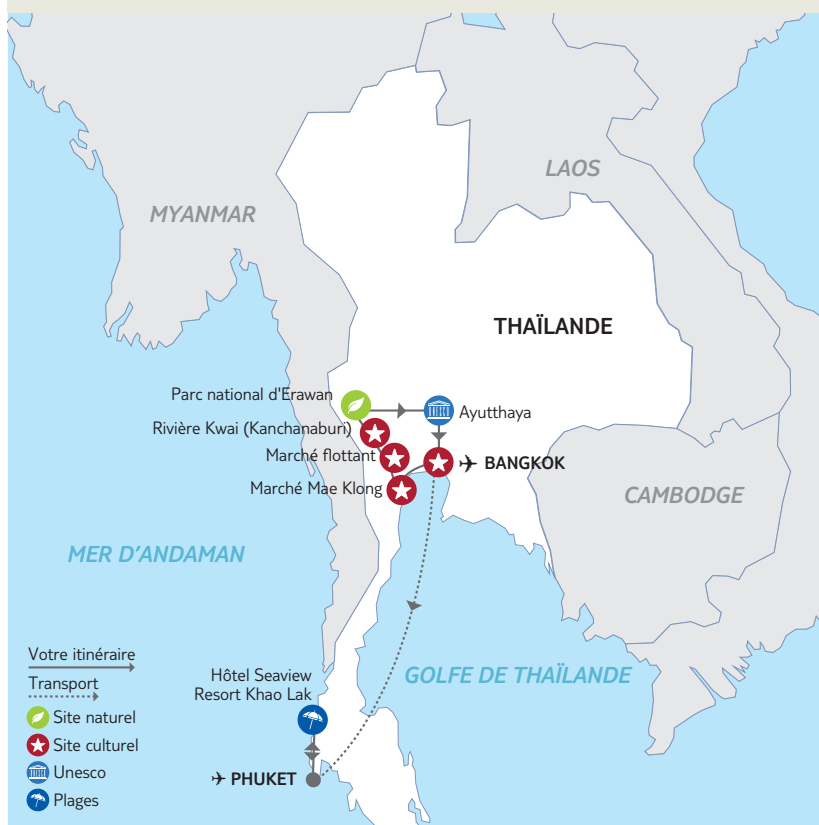 LAOS
MYANMAR
THAÏLANDE
Parc national d'Erawan
Ayutthaya
Rivière Kwai (Kanchanaburi)
Marché flottant
BANGKOK
Marché Mae Klong
CAMBODGE
MER D'ANDAMAN
Votre itinéraire
Transport
Site naturel
Site culturel
Unesco
Plages
Hôtel Seaview
Resort Khao Lak
GOLFE DE THAÏLANDE
PHUKET